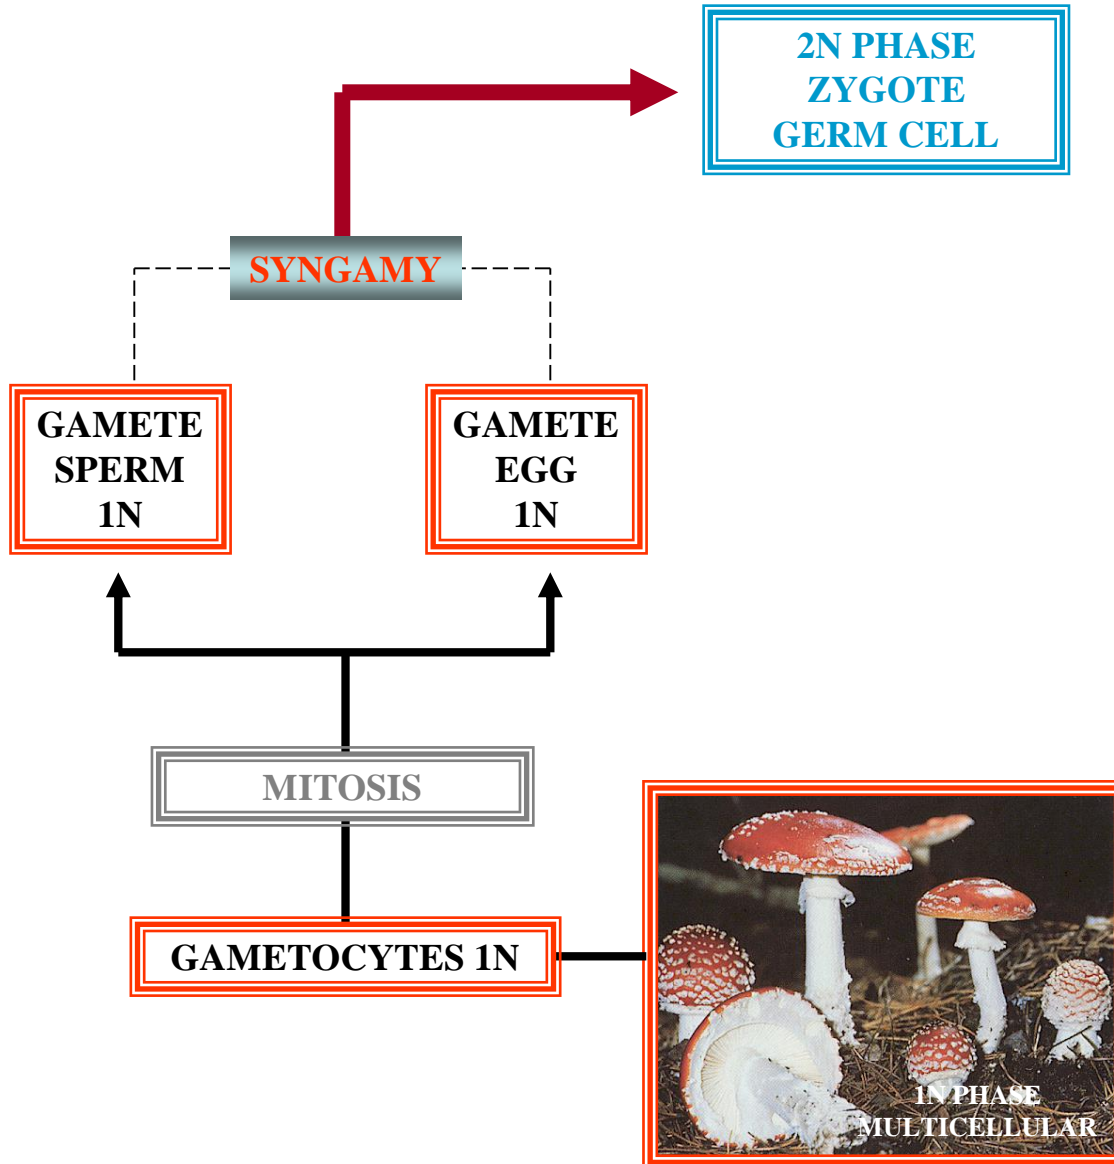 2N PHASE
ZYGOTE
GERM CELL
SYNGAMY
GAMETE
SPERM
1N
GAMETE
EGG
1N
MITOSIS
GAMETOCYTES 1N
1N PHASE
MULTICELLULAR